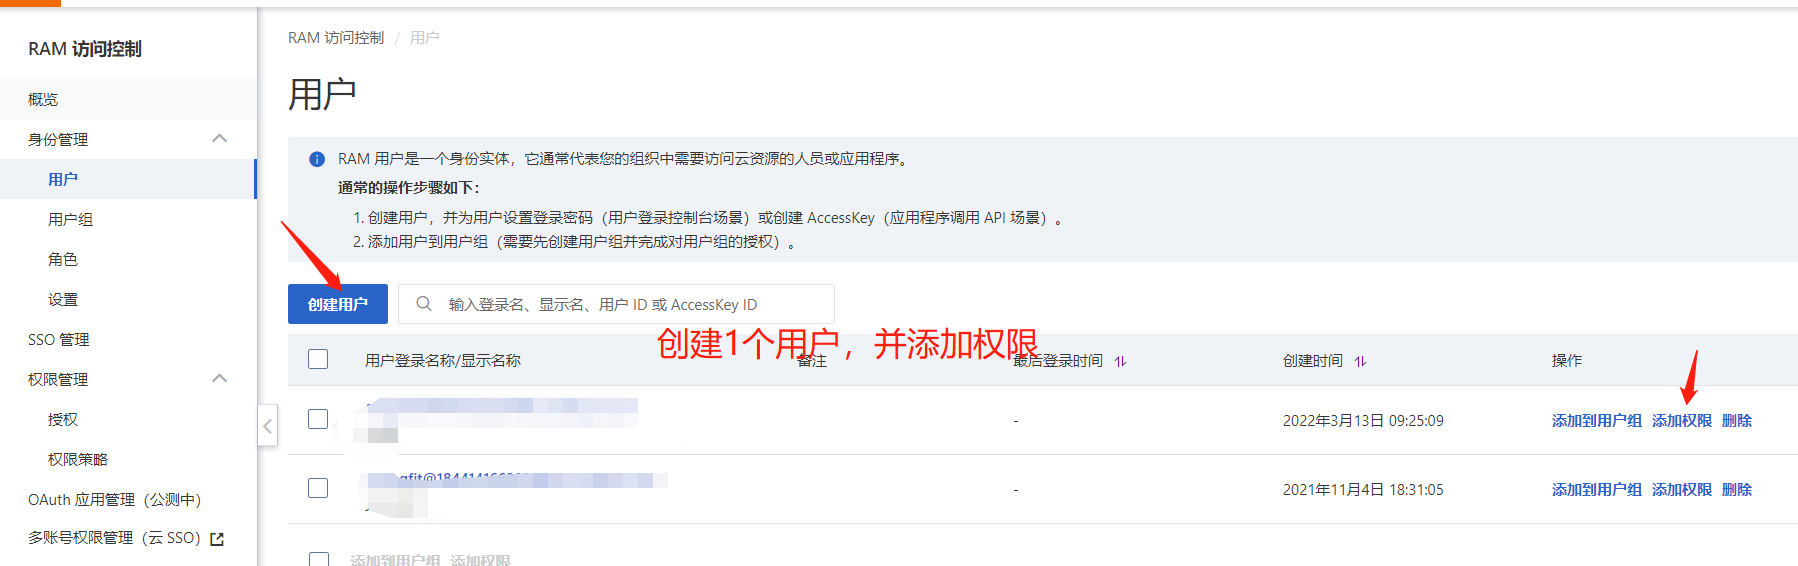 RAM 访问控制
概览
身份管理
用户
用户组
角色
设置
SSO 管理
权限管理
授权
权限策略
OAuth 应用管理（公测中）
多账号权限管理（云 SSO）
RAM 访问控制 / 用户
用户
RAM 用户是一个身份实体，它通常代表您的组织中需要访问云资源的人员或应用程序。
通常的操作步骤如下：
1. 创建用户，并为用户设置登录密码（用户登录控制台场景）或创建 AccessKey（应用程序调用 API 场景）。
2. 添加用户到用户组（需要先创建用户组并完成对用户组的授权）。
创建用户
输入登录名、显示名、用户 ID 或 AccessKey ID
创建1个用户，并添加权限
用户登录名称/显示名称 备注 最后登录时间 创建时间 操作
- 2022年3月13日 09:25:09 添加到用户组 添加权限 删除
- 2021年11月4日 18:31:05 添加到用户组 添加权限 删除
添加到用户组 添加权限